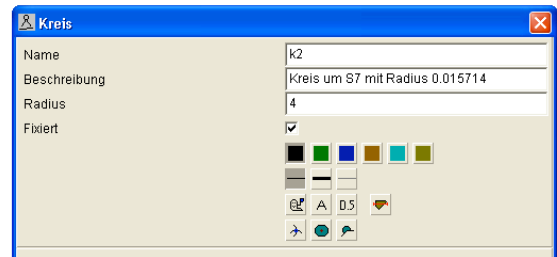 Kreis
Name k2
Beschreibung Kreis um S7 mit Radius 0.015714
Radius 4
Fixiert
A 0.5